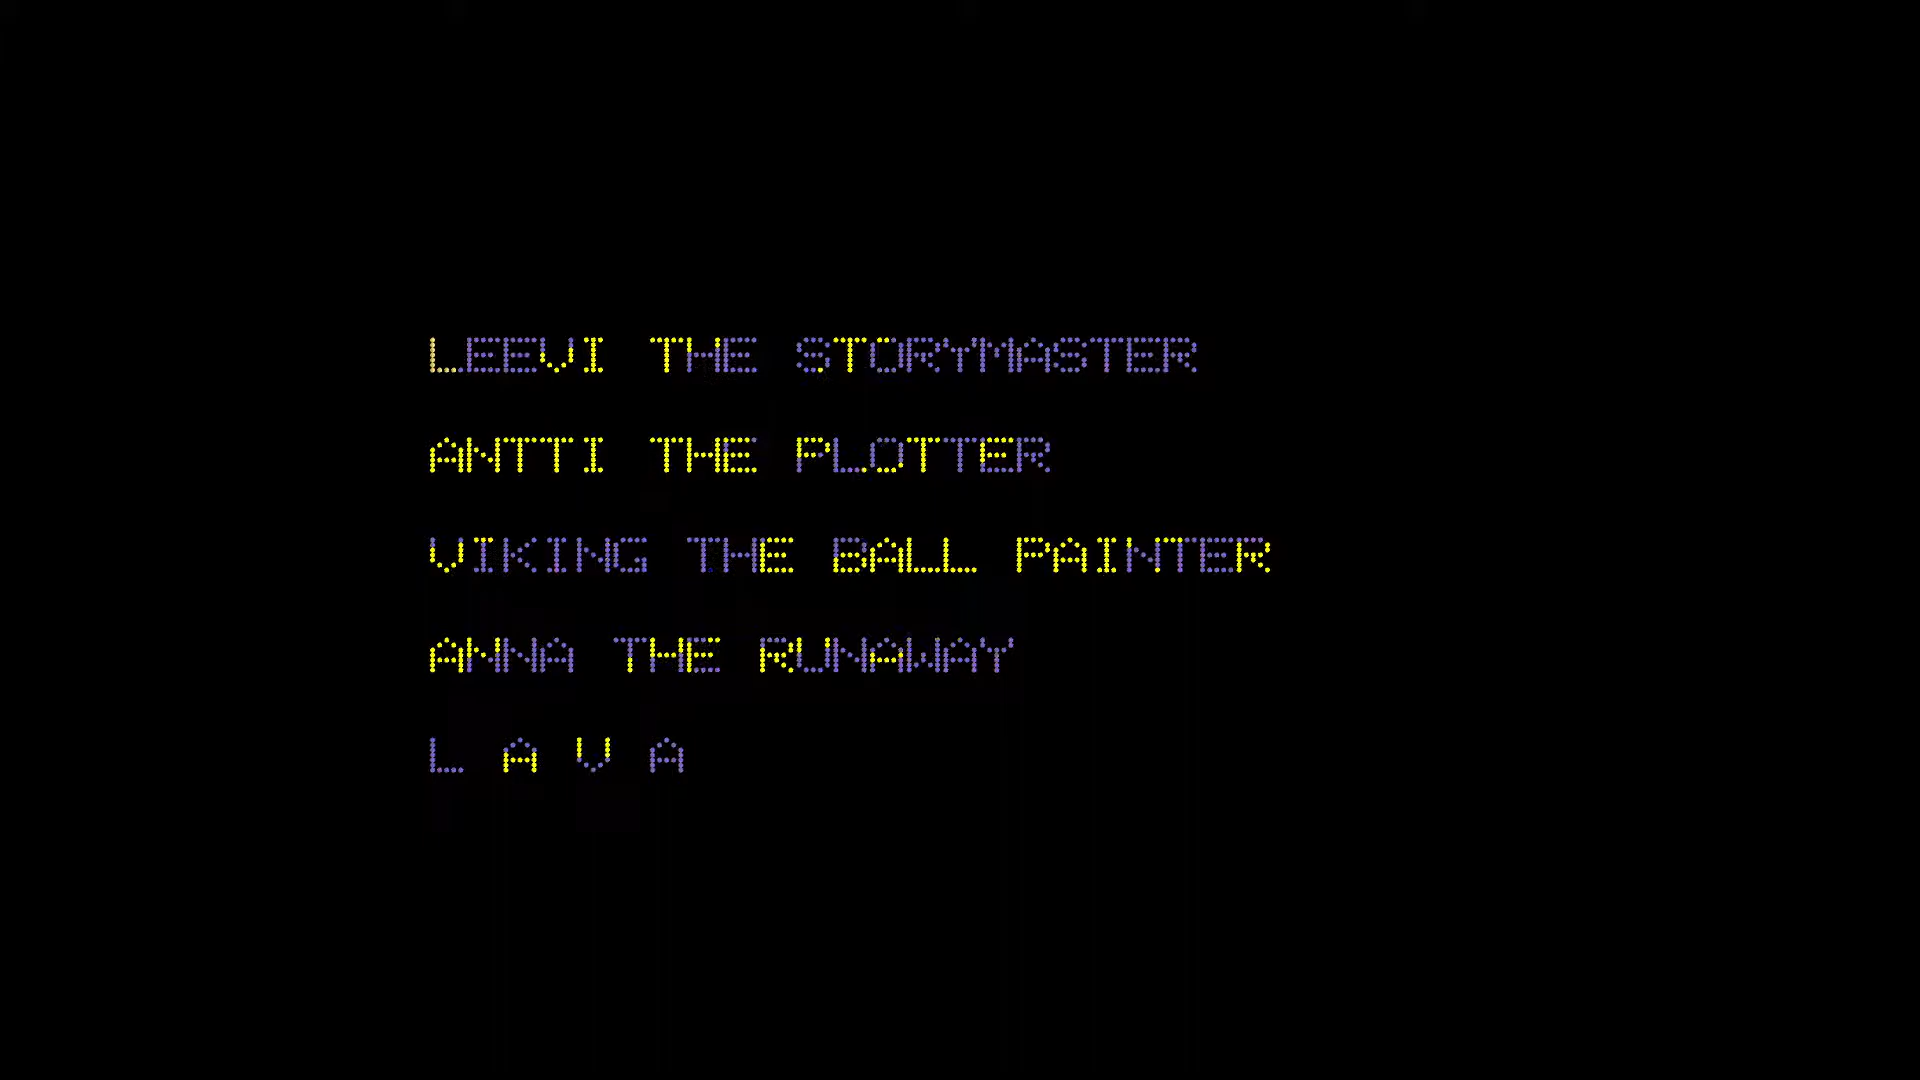 LEEVI THE STORYMASTER
ANTTI THE PLOTTER
VIKING THE BALL PAINTER
ANNA THE RUNAWAY
L A V A